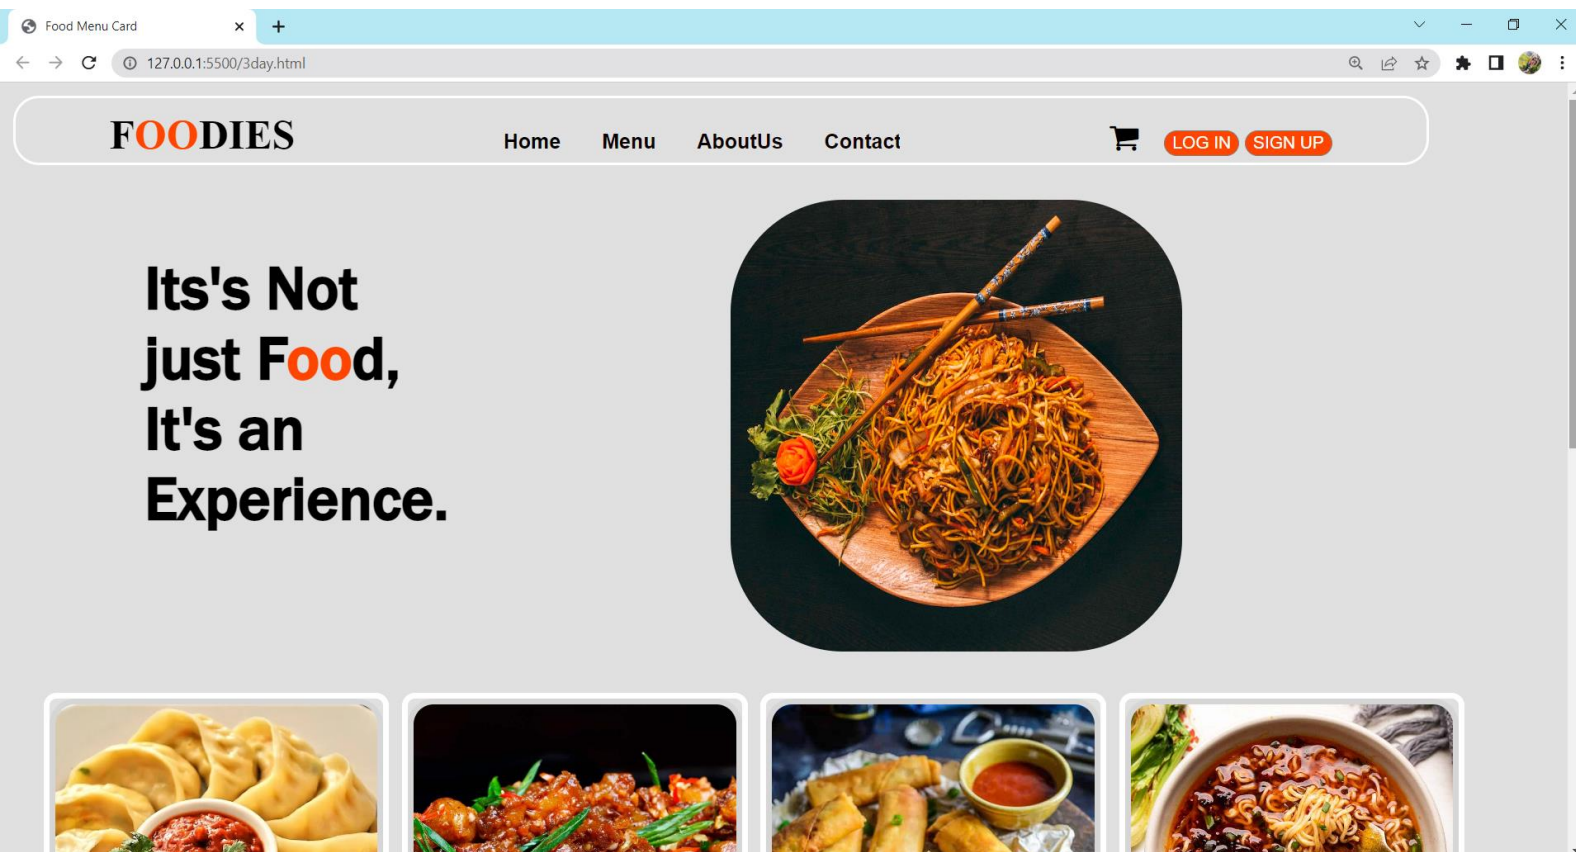 Food Menu Card
127.0.0.1:5500/3day.html
FOODIES
Home Menu AboutUs Contact
LOG IN SIGN UP
Its's Not
just Food,
It's an
Experience.